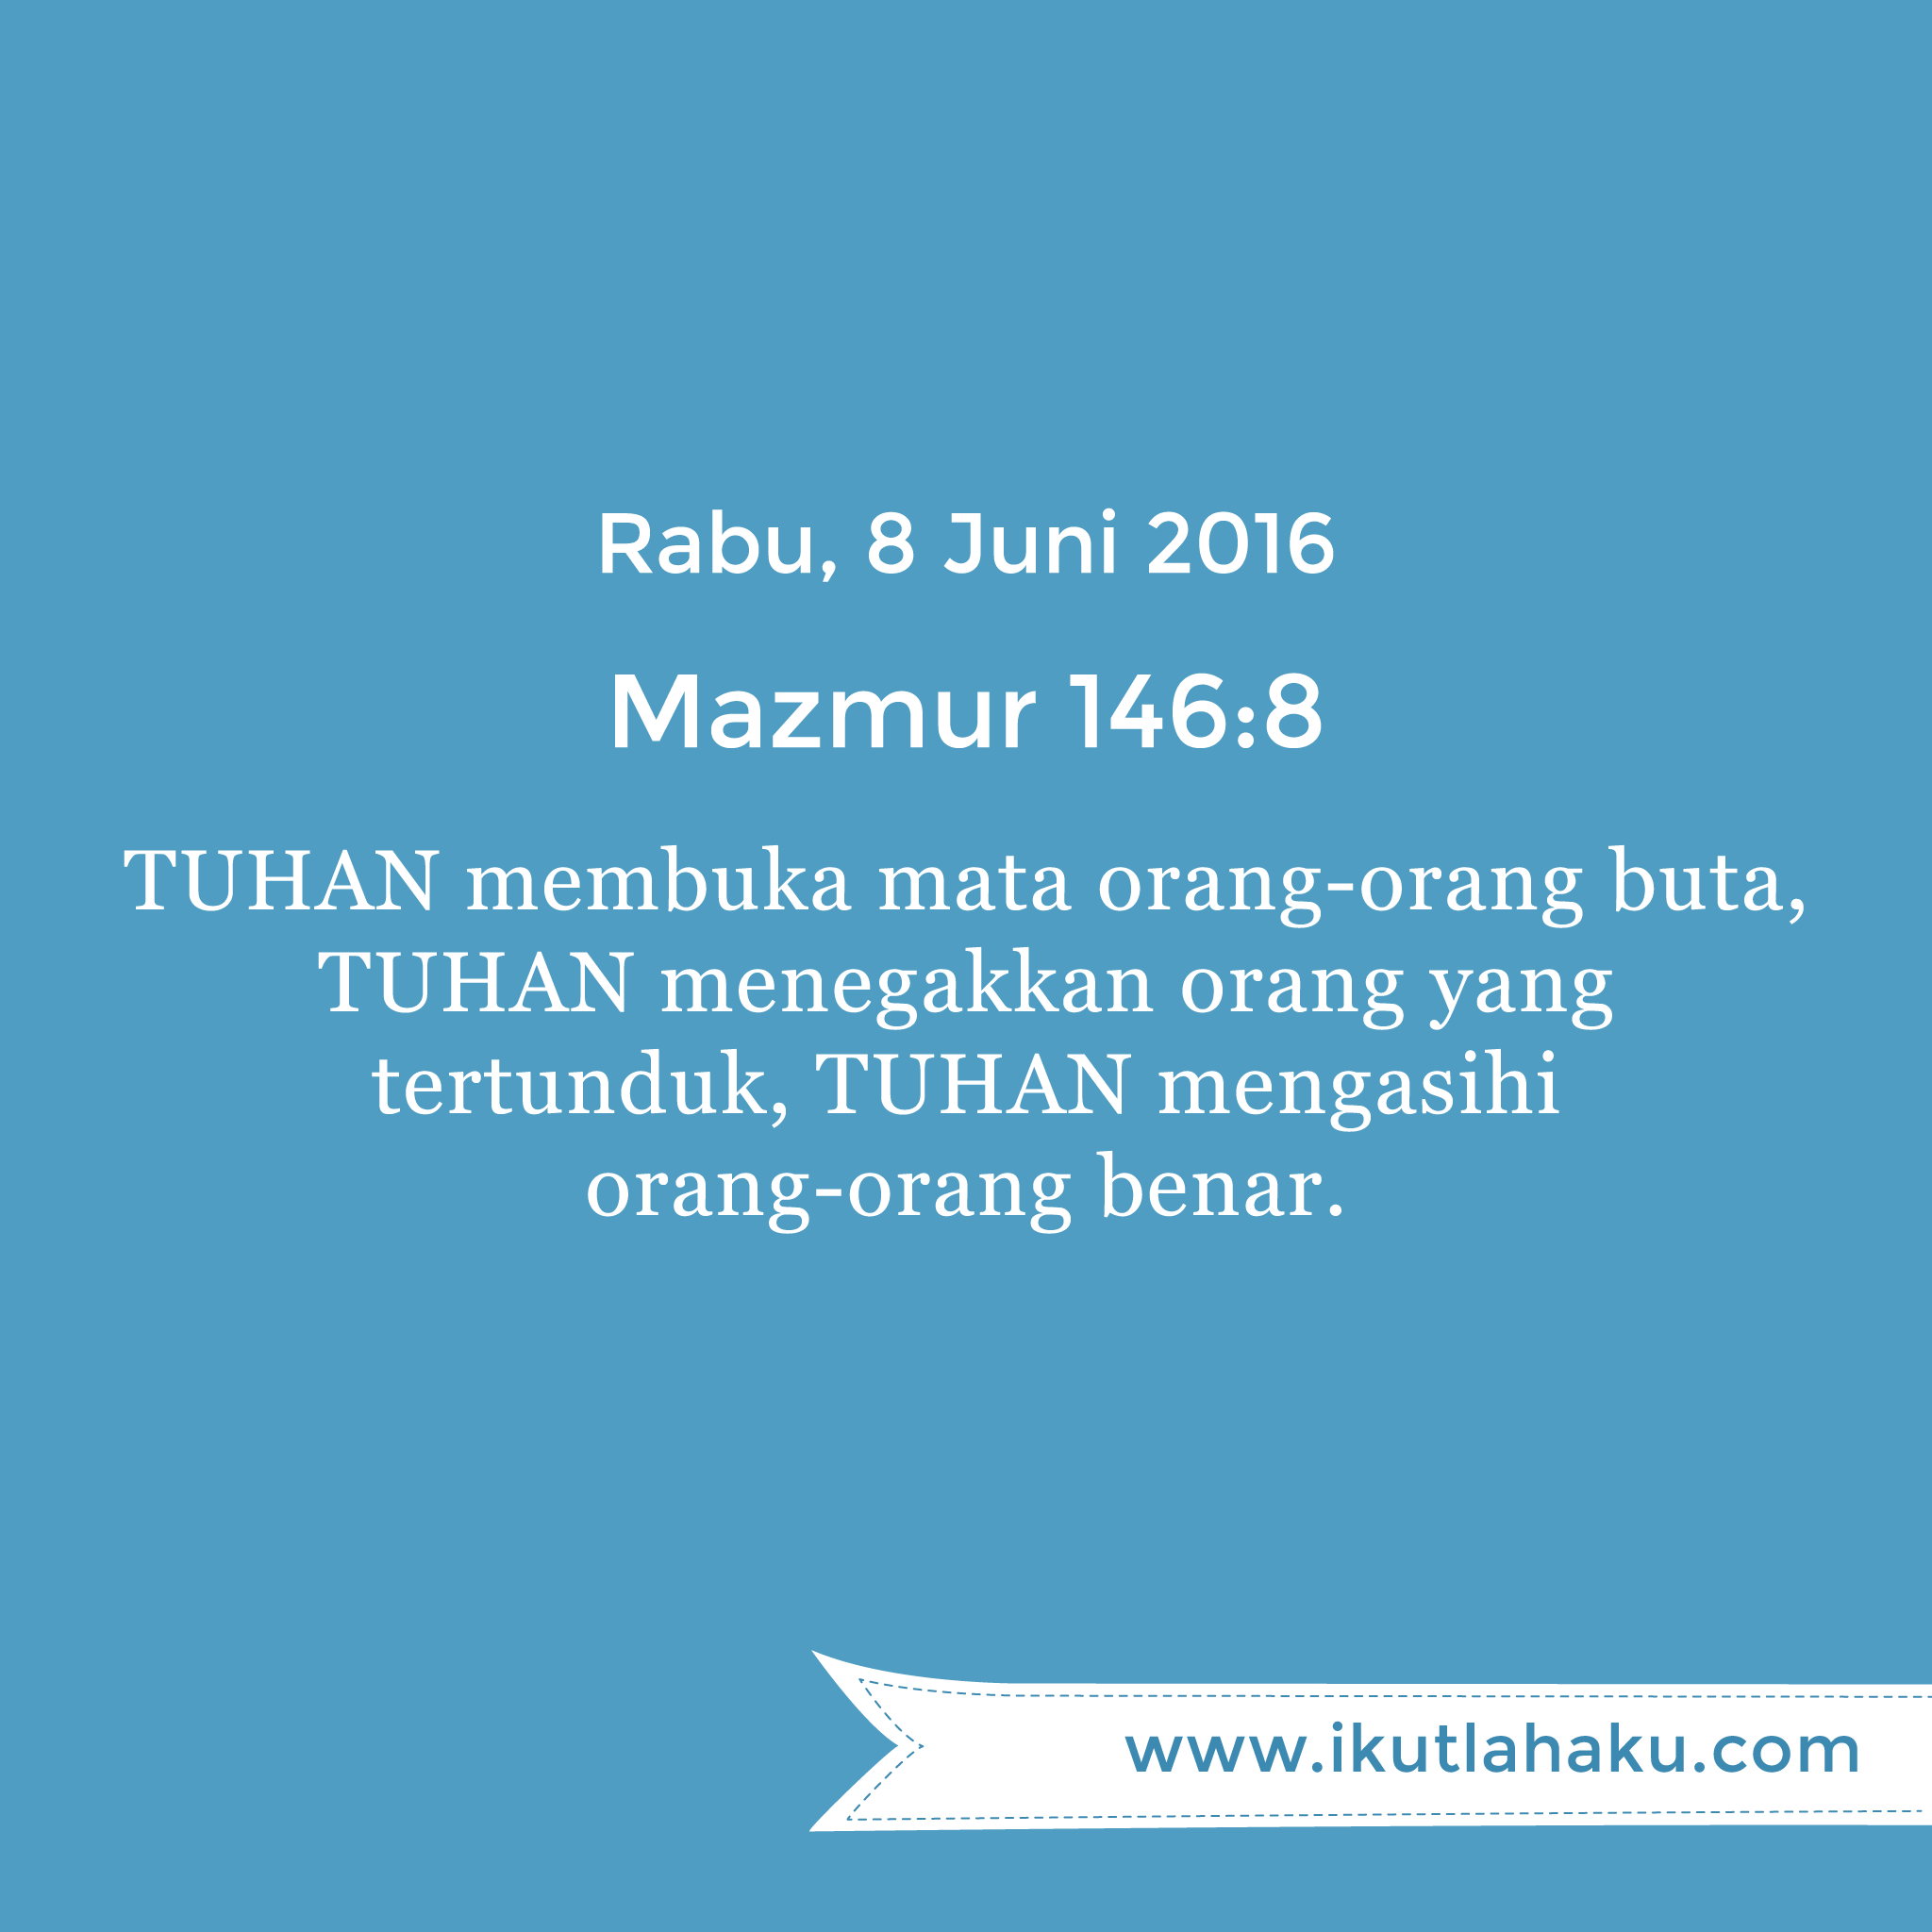 Rabu, 8 Juni 2016
Mazmur 146:8
TUHAN membuka mata orang-orang buta,
TUHAN menegakkan orang yang
tertunduk, TUHAN mengasihi
orang-orang benar.
www.ikutlahaku.com